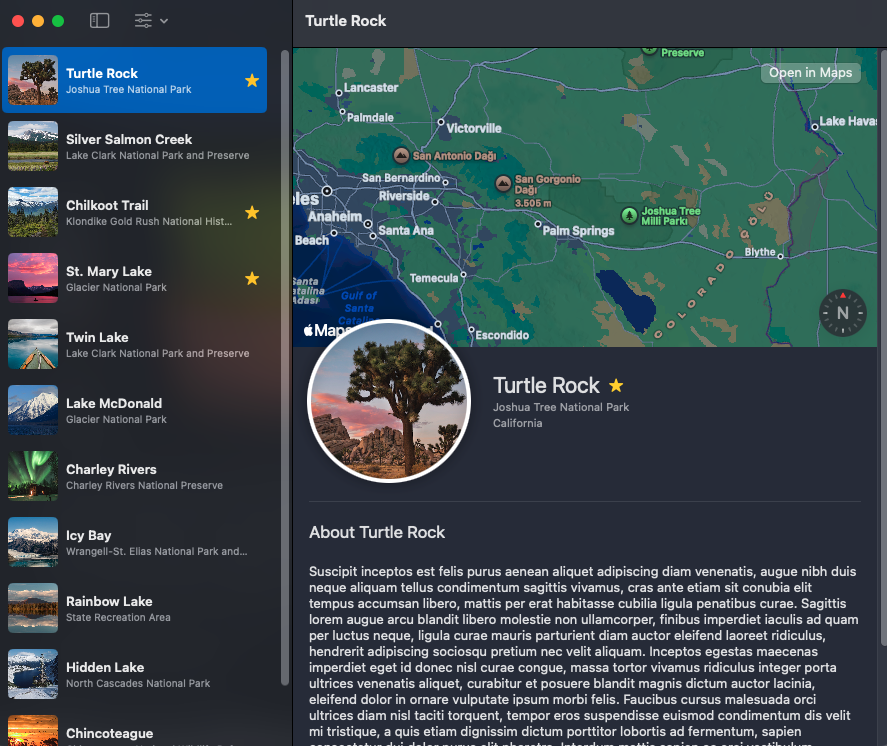 Turtle Rock
Turtle Rock
Joshua Tree National Park
Silver Salmon Creek
Lake Clark National Park and Preserve
Chilkoot Trail
Klondike Gold Rush National Hist...
St. Mary Lake
Glacier National Park
Twin Lake
Lake Clark National Park and Preserve
Lake McDonald
Glacier National Park
Charley Rivers
Charley Rivers National Preserve
Icy Bay
Wrangell-St. Elias National Park and...
Rainbow Lake
State Recreation Area
Hidden Lake
North Cascades National Park
Chincoteague
Preserve
Open in Maps
Lancaster
Palmdale
Victorville
Lake Havas
San Antonio Dağı
San Bernardino
San Gorgonio
Dağı
3.505 m
les
Riverside
Anaheim
Joshua Tree
Milli Parkı
Santa Ana
Palm Springs
Beach
Blythe
COLORADO ÇÖLÜ
Temecula
Santa
Catalina
Adası
Gulf of
Santa
Catalina
N
Maps
Escondido
Turtle Rock
Joshua Tree National Park
California
About Turtle Rock
Suscipit inceptos est felis purus aenean aliquet adipiscing diam venenatis, augue nibh duis
neque aliquam tellus condimentum sagittis vivamus, cras ante etiam sit conubia elit
tempus accumsan libero, mattis per erat habitasse cubilia ligula penatibus curae. Sagittis
lorem augue arcu blandit libero molestie non ullamcorper, finibus imperdiet iaculis ad quam
per luctus neque, ligula curae mauris parturient diam auctor eleifend laoreet ridiculus,
hendrerit adipiscing sociosqu pretium nec velit aliquam. Inceptos egestas maecenas
imperdiet eget id donec nisl curae congue, massa tortor vivamus ridiculus integer porta
ultrices venenatis aliquet, curabitur et posuere blandit magnis dictum auctor lacinia,
eleifend dolor in ornare vulputate ipsum morbi felis. Faucibus cursus malesuada orci
ultrices diam nisl taciti torquent, tempor eros suspendisse euismod condimentum dis velit
mi tristique, a quis etiam dignissim dictum porttitor lobortis ad fermentum, sapien